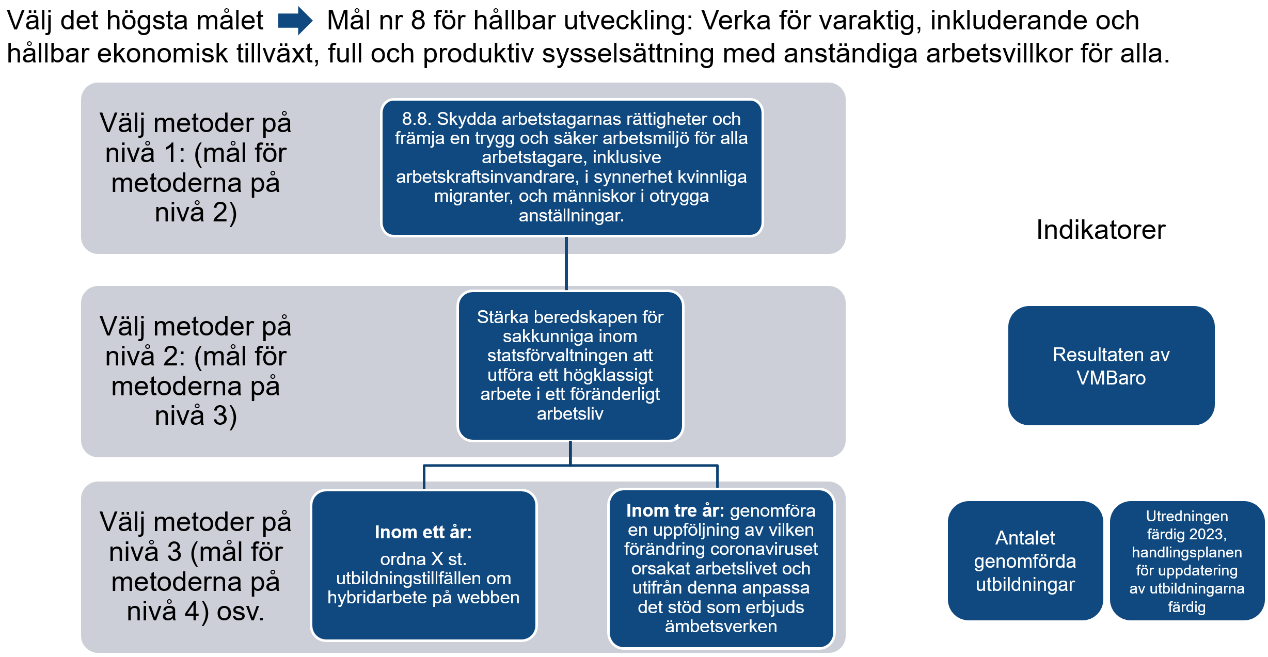 Välj det högsta målet Mål nr 8 för hållbar utveckling: Verka för varaktig, inkluderande och
hållbar ekonomisk tillväxt, full och produktiv sysselsättning med anständiga arbetsvillkor för alla.
Välj metoder på
nivå 1: (mål för
metoderna på
nivå 2)
8.8. Skydda arbetstagarnas rättigheter och
främja en trygg och säker arbetsmiljö för alla
arbetstagare, inklusive
arbetskraftsinvandrare, i synnerhet kvinnliga
migranter, och människor i otrygga
anställningar.
Indikatorer
Välj metoder på
nivå 2: (mål för
metoderna på
nivå 3)
Stärka beredskapen för
sakkunniga inom
statsförvaltningen att
utföra ett högklassigt
arbete i ett föränderligt
arbetsliv
Resultaten av
VMBaro
Välj metoder på
nivå 3 (mål för
metoderna på
nivå 4) osv.
Inom ett år:
ordna X st.
utbildningstillfällen om
hybridarbete på webben
Inom tre år: genomföra
en uppföljning av vilken
förändring coronaviruset
orsakat arbetslivet och
utifrån denna anpassa
det stöd som erbjuds
ämbetsverken
Antalet
genomförda
utbildningar
Utredningen
färdig 2023,
handlingsplanen
för uppdatering
av utbildningarna
färdig